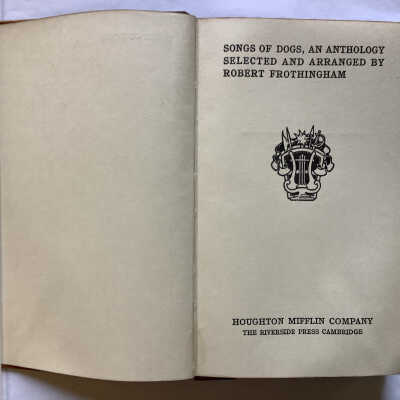 SONGS OF DOGS, AN ANTHOLOGY
SELECTED AND ARRANGED BY
ROBERT FROTHINGHAM
HOUGHTON MIFFLIN COMPANY
THE RIVERSIDE PRESS CAMBRIDGE